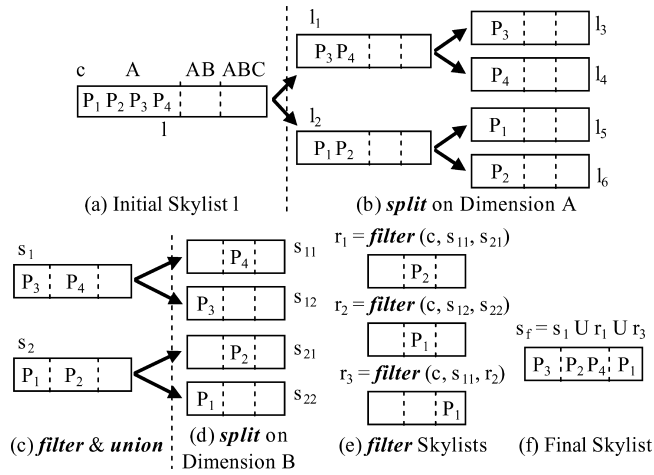 c A AB ABC
P1 P2 P3 P4
l
(a) Initial Skylist l
l1
P3 P4
l2
P1 P2
P3
l3
P4
l4
P1
l5
P2
l6
(b) split on Dimension A
s1
P3 P4
s2
P1 P2
(c) filter & union
P4
s11
P3
s12
P2
s21
P1
s22
(d) split on
Dimension B
r1 = filter (c, s11, s21)
P2
r2 = filter (c, s12, s22)
P1
r3 = filter (c, s11, r2)
P1
(e) filter Skylists
sf = s1 U r1 U r3
P3 P2 P4 P1
(f) Final Skylist